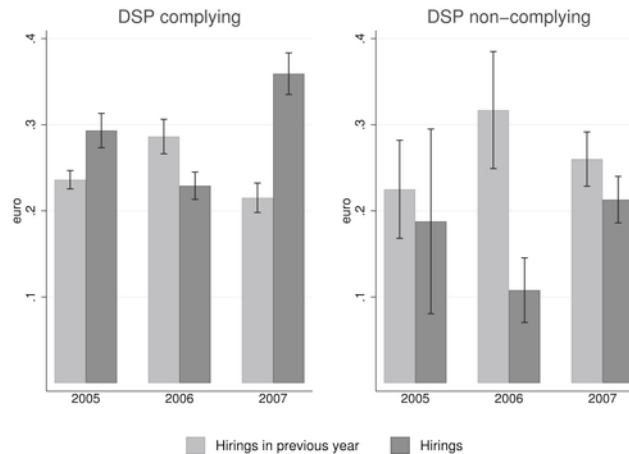 DSP complying
DSP non-complying
.4
.3
.2
.1
euro
2005
2006
2007
.4
.3
.2
.1
euro
2005
2006
2007
Hirings in previous year
Hirings